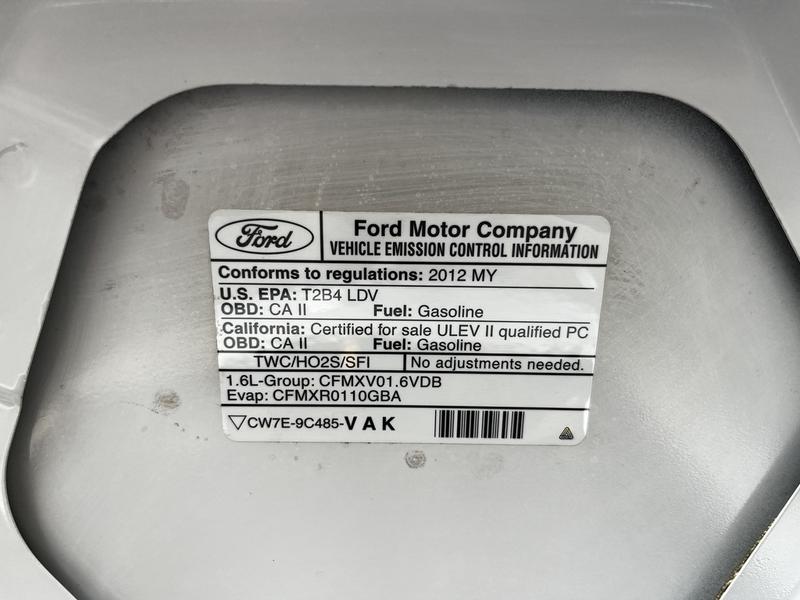 Ford
Ford Motor Company
VEHICLE EMISSION CONTROL INFORMATION
Conforms to regulations: 2012 MY
U.S. EPA: T2B4 LDV
OBD: CA II Fuel: Gasoline
California: Certified for sale ULEV II qualified PC
OBD: CA II Fuel: Gasoline
TWC/HO2S/SFI No adjustments needed.
1.6L-Group: CFMXV01.6VDB
Evap: CFMXR0110GBA
CW7E-9C485-VAK